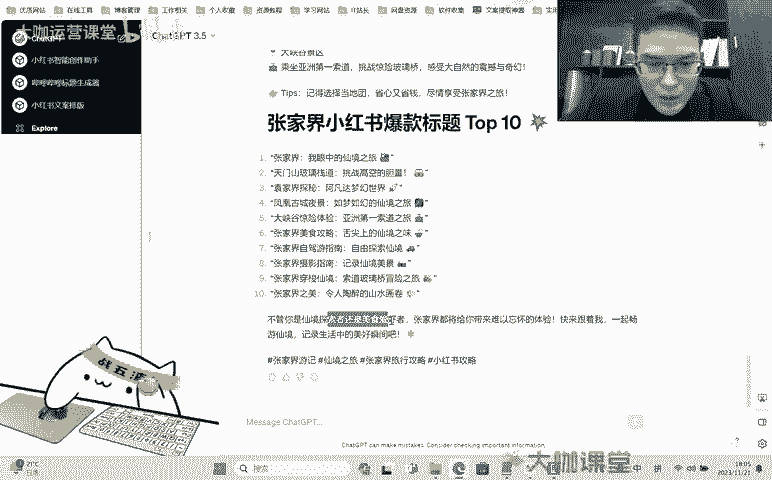 优质网站 在线工具 博客管理 工作相关 个人收藏 资源教程 学习网站 IT站长 网盘资源 软件收集 文案提取神器
大咖运营课堂
ChatGPT
ChatGPT 3.5
小红书智能创作助手
哔哩哔哩标题生成器
小红书文案排版
Explore
大峡谷景区
乘坐亚洲第一索道，挑战惊险玻璃桥，感受大自然的震撼与奇幻！
Tips：记得选择当地团，省心又省钱，尽情享受张家界之旅！
张家界小红书爆款标题 Top 10
1. "张家界：我眼中的仙境之旅"
2. "天门山玻璃栈道：挑战高空的胆量！"
3. "袁家界探秘：阿凡达梦幻世界"
4. "凤凰古城夜景：如梦如幻的仙境之旅"
5. "大峡谷惊险体验：亚洲第一索道之旅"
6. "张家界美食攻略：舌尖上的仙境之味"
7. "张家界自驾游指南：自由探索仙境"
8. "张家界摄影指南：记录仙境美景"
9. "张家界穿梭仙境：索道玻璃桥冒险之旅"
10. "张家界之美：令人陶醉的山水画卷"
不管你是仙境探者，张家界都将给你带来难以忘怀的体验！快来跟着我，一起畅
游仙境，记录生活中的美好瞬间吧！
#张家界游记 #仙境之旅 #张家界旅行攻略 #小红书攻略
战五渣
Message ChatGPT...
ChatGPT can make mistakes. Consider checking important information.
大咖课堂
21°C
搜索
中 拼
18:05
2023/11/21